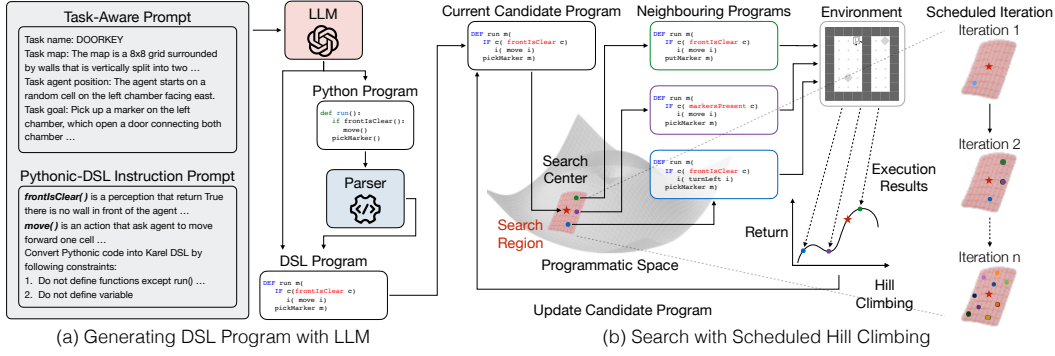 Task-Aware Prompt
Task name: DOORKEY
Task map: The map is a 8x8 grid surrounded
by walls that is vertically split into two …
Task agent position: The agent starts on a
random cell on the left chamber facing east.
Task goal: Pick up a marker on the left
chamber, which open a door connecting both
chamber …
Pythonic-DSL Instruction Prompt
frontIsClear( ) is a perception that return True
there is no wall in front of the agent …
move( ) is an action that ask agent to move
forward one cell …
Convert Pythonic code into Karel DSL by
following constraints:
1. Do not define functions except run() …
2. Do not define variable
LLM
Python Program
def run():
if frontIsClear():
move()
pickMarker()
Parser
DSL Program
DEF run m(
IF c(frontIsClear c)
i( move i)
pickMarker m)
(a) Generating DSL Program with LLM
Current Candidate Program
DEF run m(
IF c( frontIsClear c)
i( move i)
pickMarker m)
Neighbouring Programs
DEF run m(
IF c( frontIsClear c)
i( move i)
putMarker m)
DEF run m(
IF c( markersPresent c)
i( move i)
pickMarker m)
DEF run m(
IF c( frontIsClear c)
i( turnLeft i)
pickMarker m)
Environment
Search
Center
Search
Region
Programmatic Space
Execution
Results
Return
Hill
Climbing
Update Candidate Program
Scheduled Iteration
Iteration 1
Iteration 2
Iteration n
(b) Search with Scheduled Hill Climbing